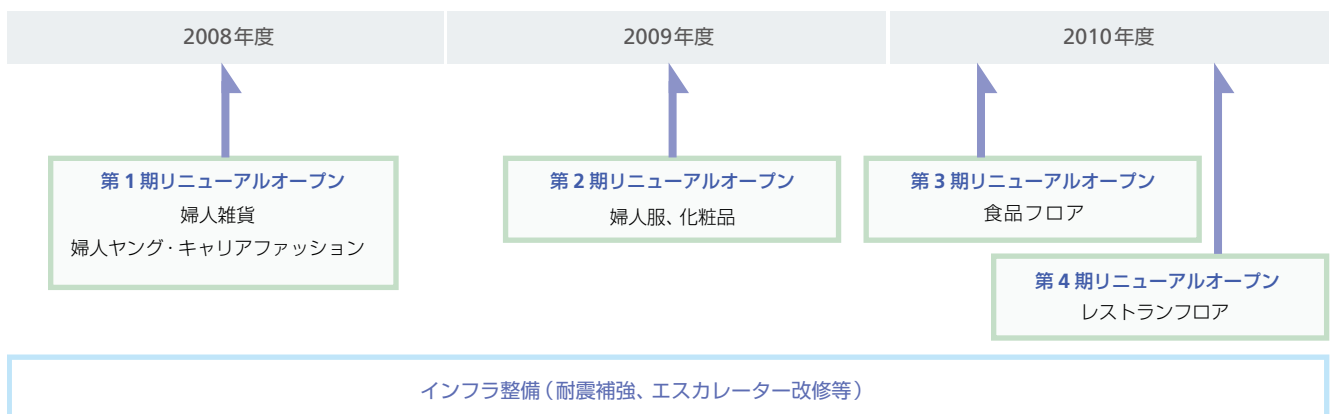 2008年度
2009年度
2010年度
第1期リニューアルオープン
婦人雑貨
婦人ヤング・キャリアファッション
第2期リニューアルオープン
婦人服、化粧品
第3期リニューアルオープン
食品フロア
第4期リニューアルオープン
レストランフロア
インフラ整備（耐震補強、エスカレーター改修等）